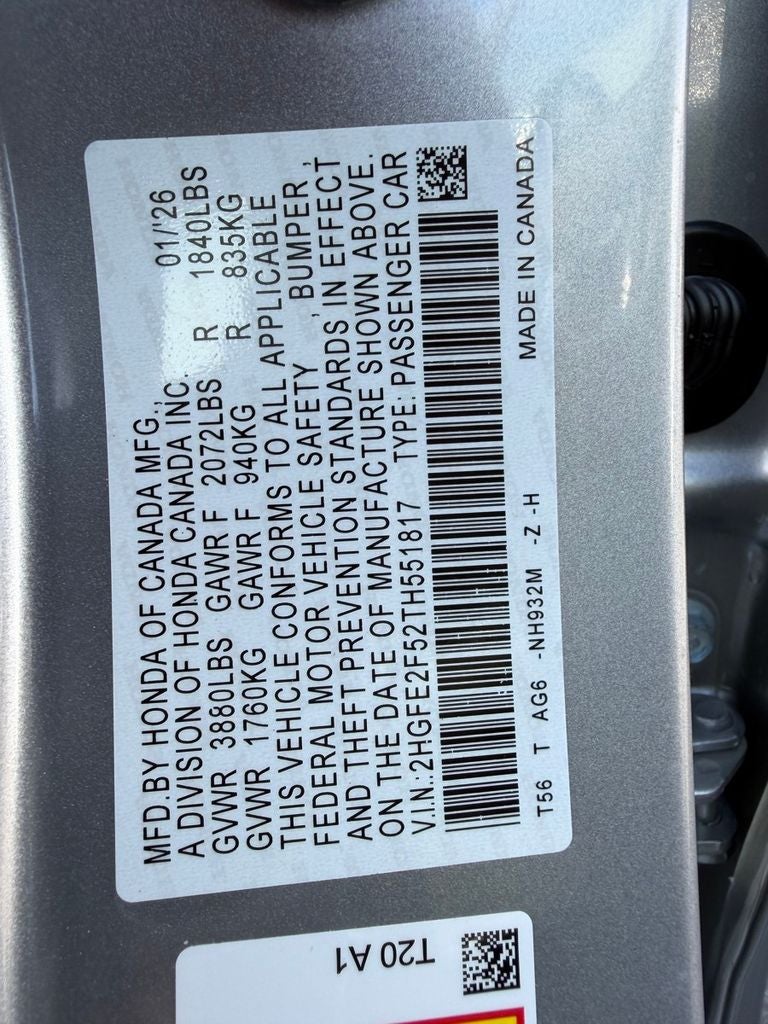 MFD.BY HONDA OF CANADA MFG., 01/'26
A DIVISION OF HONDA CANADA INC.
GVWR 3880LBS GAWR F 2072LBS R 1840LBS
GVWR 1760KG GAWR F 940KG R 835KG
THIS VEHICLE CONFORMS TO ALL APPLICABLE
FEDERAL MOTOR VEHICLE SAFETY , BUMPER ,
AND THEFT PREVENTION STANDARDS IN EFFECT
ON THE DATE OF MANUFACTURE SHOWN ABOVE.
V.I.N.:2HGFE2F52TH551817 TYPE: PASSENGER CAR
T56 T AG6 -NH932M -Z -H MADE IN CANADA
T20 A1